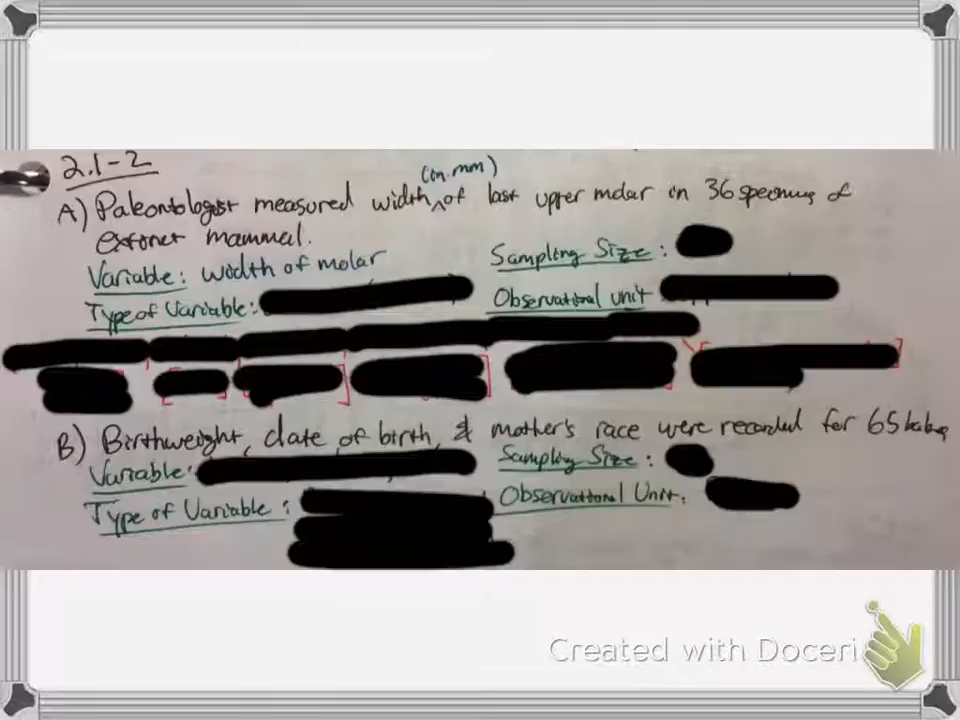 2.1-2
(in mm)
A) Paleontologist measured width ^ of last upper molar in 36 specimens of
extinct mammal.
Variable: width of molar Sampling Size:
Type of Variable: Observational unit
B) Birthweight, date of birth, & mother's race were recorded for 65 babies
Variable: Sampling Size:
Type of Variable: Observational Unit:
Created with Doceri